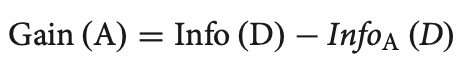 Gain (A) = Info (D) − Info_A (D)